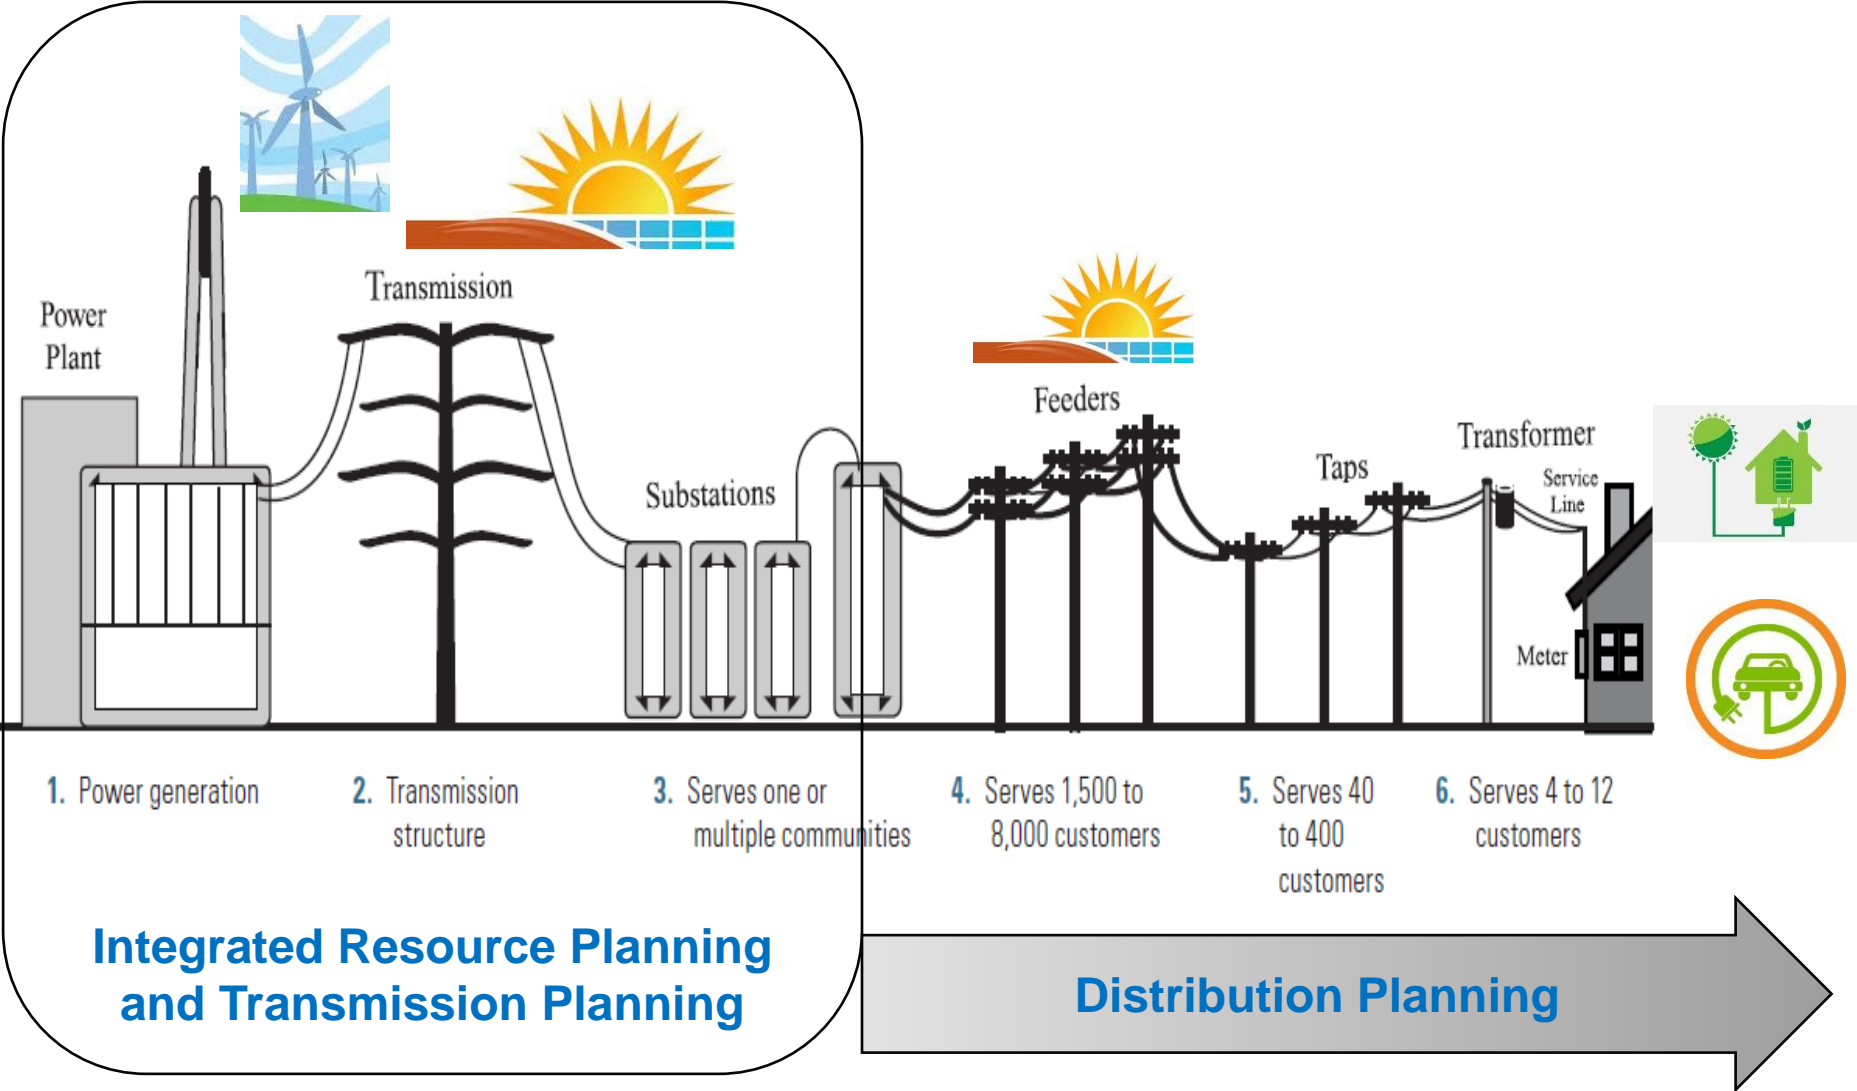 Power
Plant
Transmission
Substations
Feeders
Taps
Transformer
Service
Line
Meter
1. Power generation
2. Transmission
structure
3. Serves one or
multiple communities
4. Serves 1,500 to
8,000 customers
5. Serves 40
to 400
customers
6. Serves 4 to 12
customers
Integrated Resource Planning
and Transmission Planning
Distribution Planning